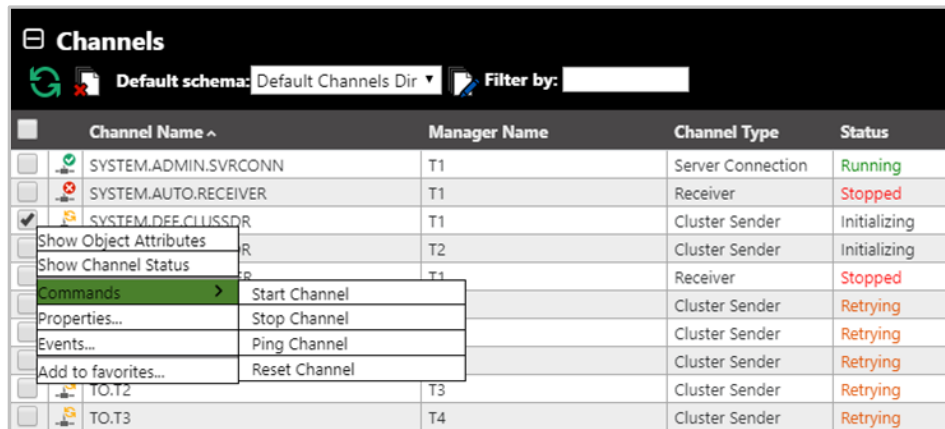 Channels
Default schema: Default Channels Dir Filter by:
Channel Name Manager Name Channel Type Status
SYSTEM.ADMIN.SVRCONN T1 Server Connection Running
SYSTEM.AUTO.RECEIVER T1 Receiver Stopped
SYSTEM.DEF.CLUSSDR T1 Cluster Sender Initializing
Show Object Attributes R T2 Cluster Sender Initializing
Show Channel Status ER T1 Receiver Stopped
Commands Start Channel Cluster Sender Retrying
Properties... Stop Channel Cluster Sender Retrying
Events... Ping Channel Cluster Sender Retrying
Add to favorites... Reset Channel
TO.T2 T3 Cluster Sender Retrying
TO.T3 T4 Cluster Sender Retrying